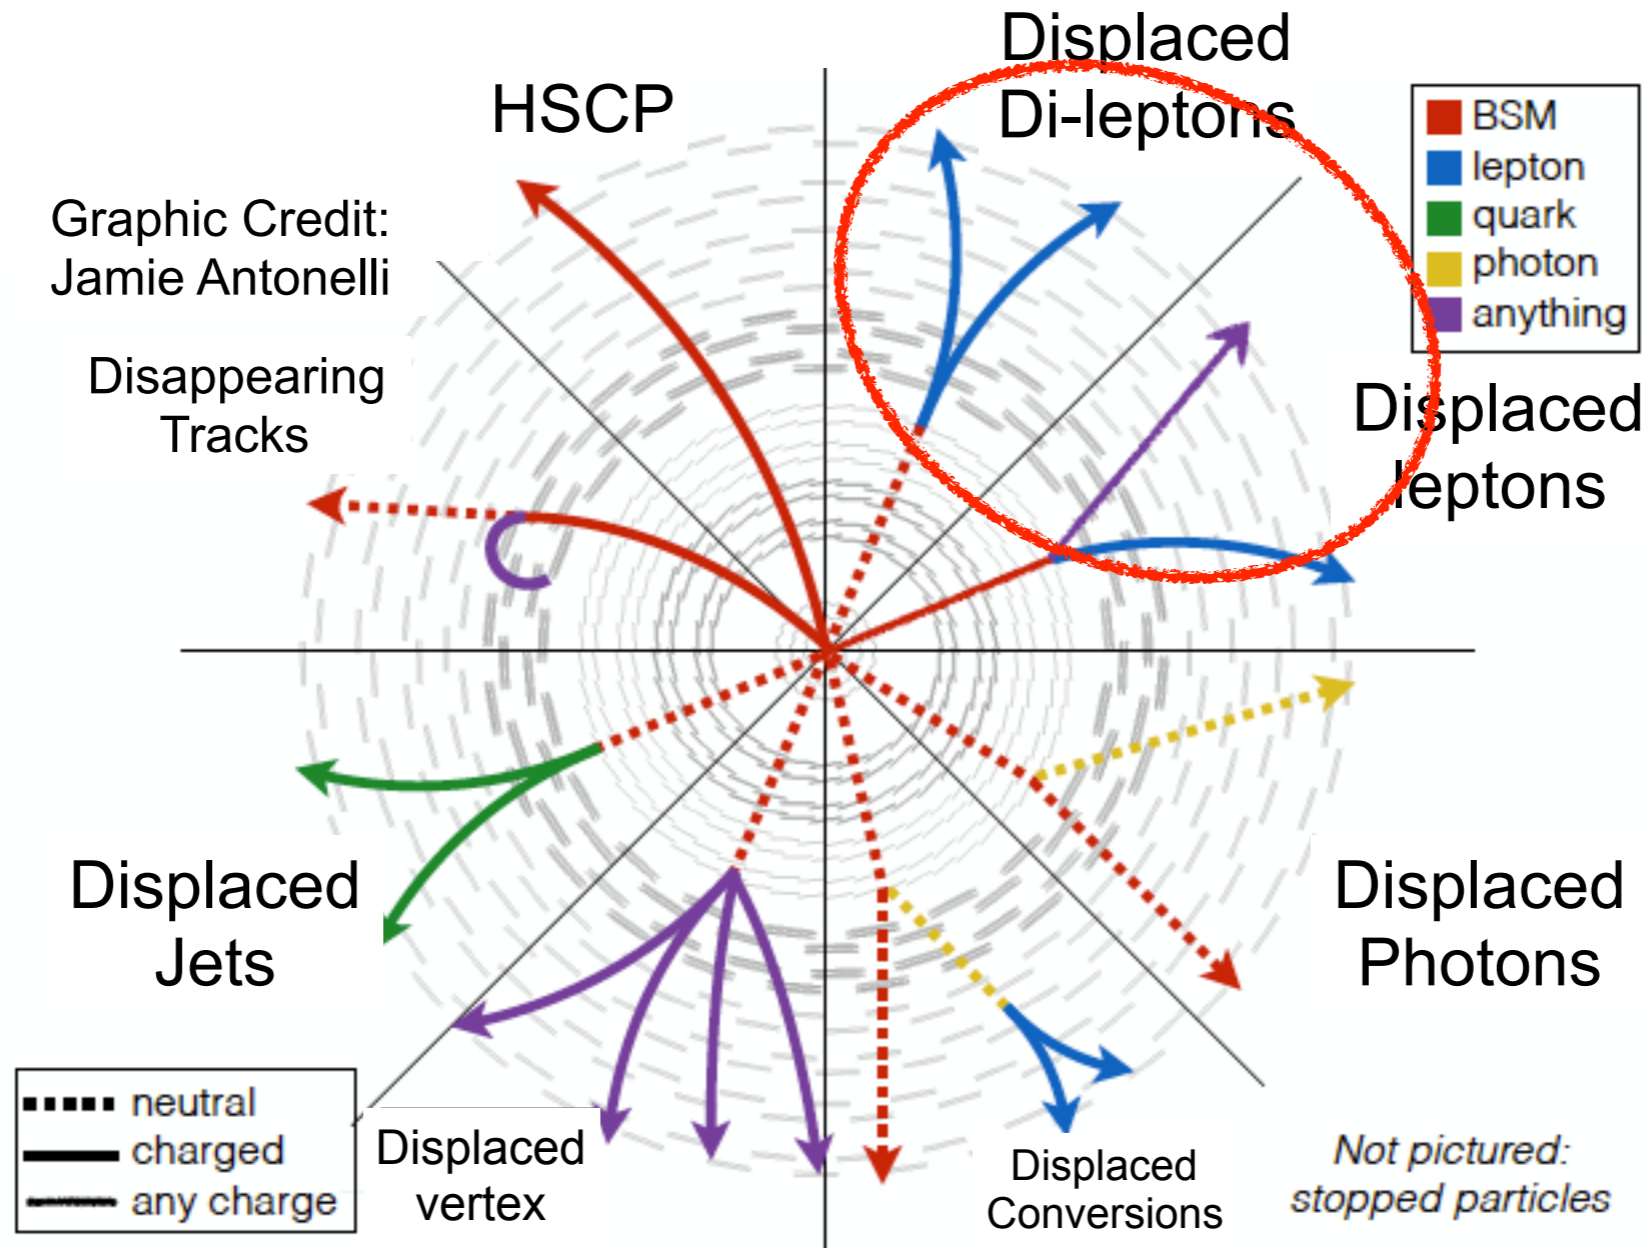 Displaced
Di-leptons
HSCP
BSM
lepton
quark
photon
anything
Graphic Credit:
Jamie Antonelli
Disappearing
Tracks
Displaced
leptons
Displaced
Jets
Displaced
Photons
neutral
charged
any charge
Displaced
vertex
Displaced
Conversions
Not pictured:
stopped particles